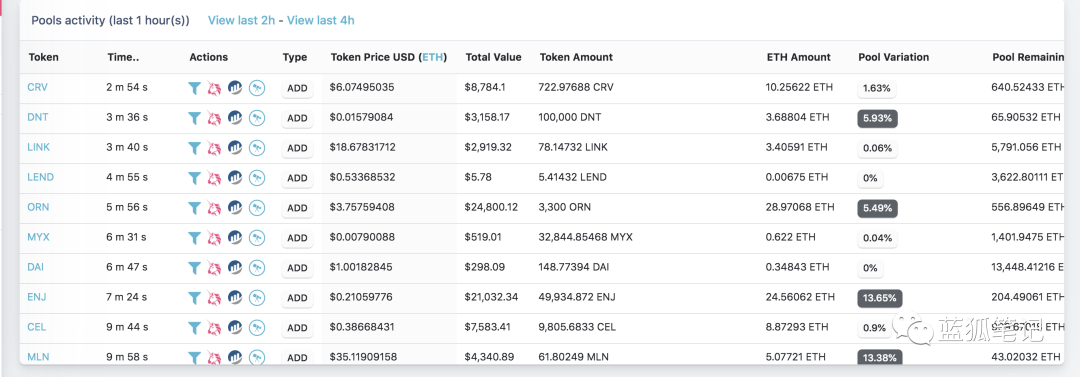 Pools activity (last 1 hour(s)) View last 2h - View last 4h
Token Time.. Actions Type Token Price USD (ETH) Total Value Token Amount ETH Amount Pool Variation Pool Remainin
CRV 2 m 54 s ADD $6.07495035 $8,784.1 722.97688 CRV 10.25622 ETH 1.63% 640.52433 ETH
DNT 3 m 36 s ADD $0.01579084 $3,158.17 100,000 DNT 3.68804 ETH 5.93% 65.90532 ETH
LINK 3 m 40 s ADD $18.67831712 $2,919.32 78.14732 LINK 3.40591 ETH 0.06% 5,791.056 ETH
LEND 4 m 55 s ADD $0.53368532 $5.78 5.41432 LEND 0.00675 ETH 0% 3,622.80111 ET
ORN 5 m 56 s ADD $3.75759408 $24,800.12 3,300 ORN 28.97068 ETH 5.49% 556.89649 ETH
MYX 6 m 31 s ADD $0.00790088 $519.01 32,844.85468 MYX 0.622 ETH 0.04% 1,401.9475 ETH
DAI 6 m 47 s ADD $1.00182845 $298.09 148.77394 DAI 0.34843 ETH 0% 13,448.41216 E
ENJ 7 m 24 s ADD $0.21059776 $21,032.34 49,934.872 ENJ 24.56062 ETH 13.65% 204.49061 ETH
CEL 9 m 44 s ADD $0.38668431 $7,583.41 9,805.6833 CEL 8.87293 ETH 0.9% ETH
MLN 9 m 58 s ADD $35.11909158 $4,340.89 61.80249 MLN 5.07721 ETH 13.38% 43.02032 ETH
蓝狐笔记